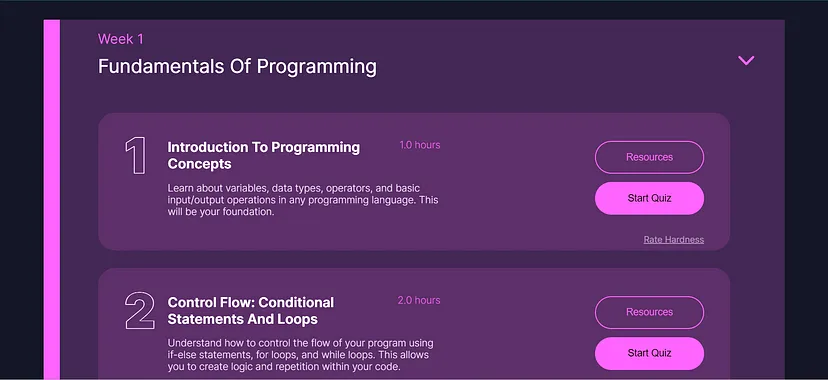 Week 1
Fundamentals Of Programming
1
Introduction To Programming
Concepts
1.0 hours
Learn about variables, data types, operators, and basic
input/output operations in any programming language. This
will be your foundation.
Resources
Start Quiz
Rate Hardness
2
Control Flow: Conditional
Statements And Loops
2.0 hours
Understand how to control the flow of your program using
if-else statements, for loops, and while loops. This allows
you to create logic and repetition within your code.
Resources
Start Quiz